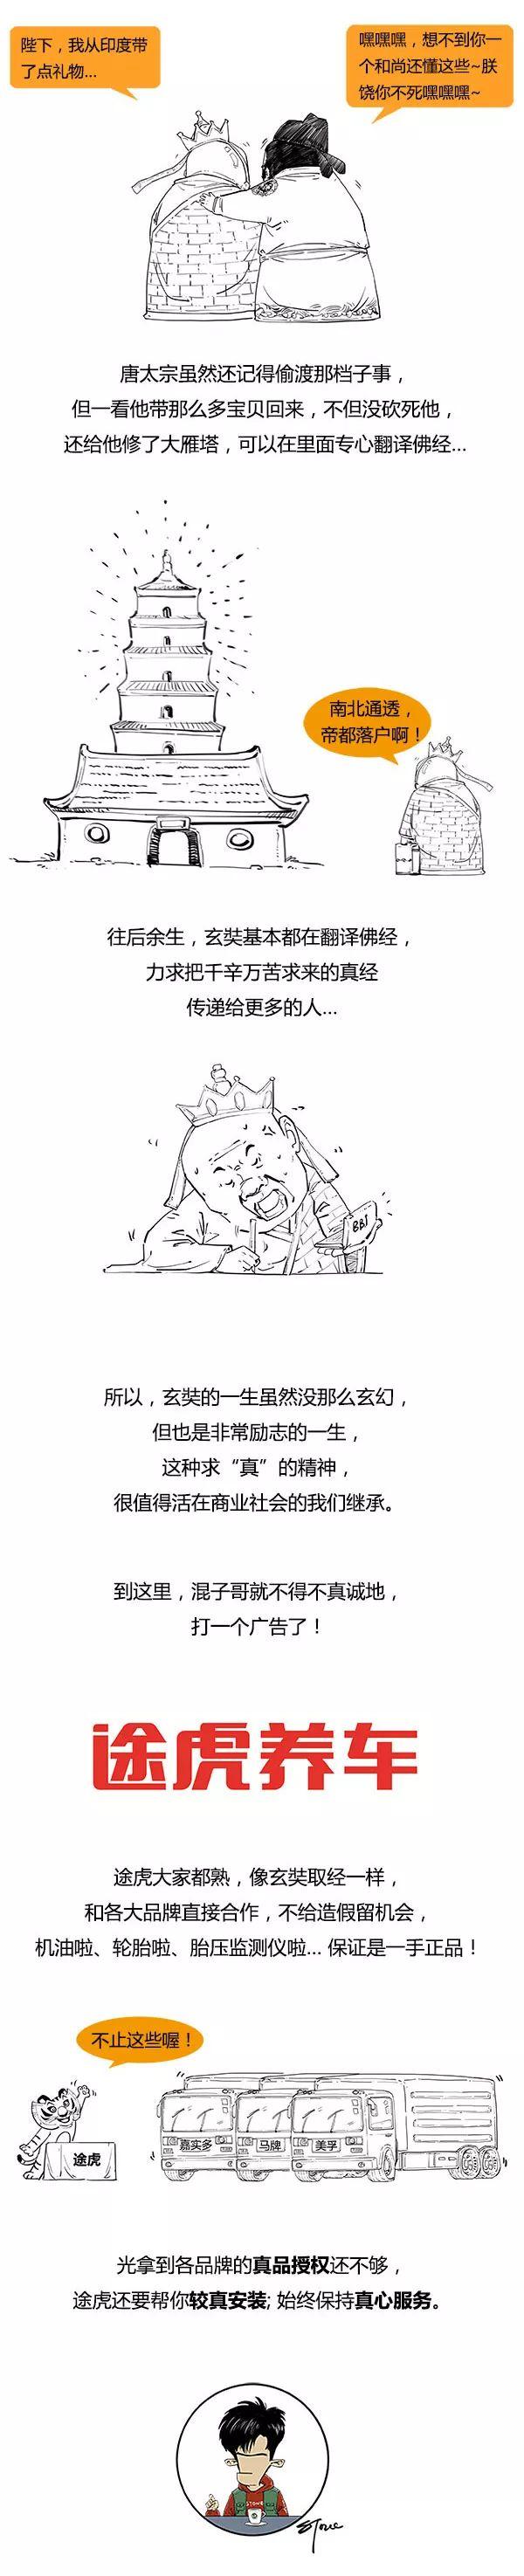 陛下，我从印度带
了点礼物...
嘿嘿嘿，想不到你一
个和尚还懂这些~朕
饶你不死嘿嘿嘿~
唐太宗虽然还记得偷渡那档子事，
但一看他带那么多宝贝回来，不但没砍死他，
还给他修了大雁塔，可以在里面专心翻译佛经...
南北通透，
帝都落户啊！
往后余生，玄奘基本都在翻译佛经，
力求把千辛万苦求来的真经
传递给更多的人...
BBI
所以，玄奘的一生虽然没那么玄幻，
但也是非常励志的一生，
这种求“真”的精神，
很值得活在商业社会的我们继承。
到这里，混子哥就不得不真诚地，
打一个广告了！
途虎养车
途虎大家都熟，像玄奘取经一样，
和各大品牌直接合作，不给造假留机会，
机油啦、轮胎啦、胎压监测仪啦... 保证是一手正品！
不止这些喔！
途虎
嘉实多
马牌
美孚
光拿到各品牌的真品授权还不够，
途虎还要帮你较真安装; 始终保持真心服务。
STONE
Stone